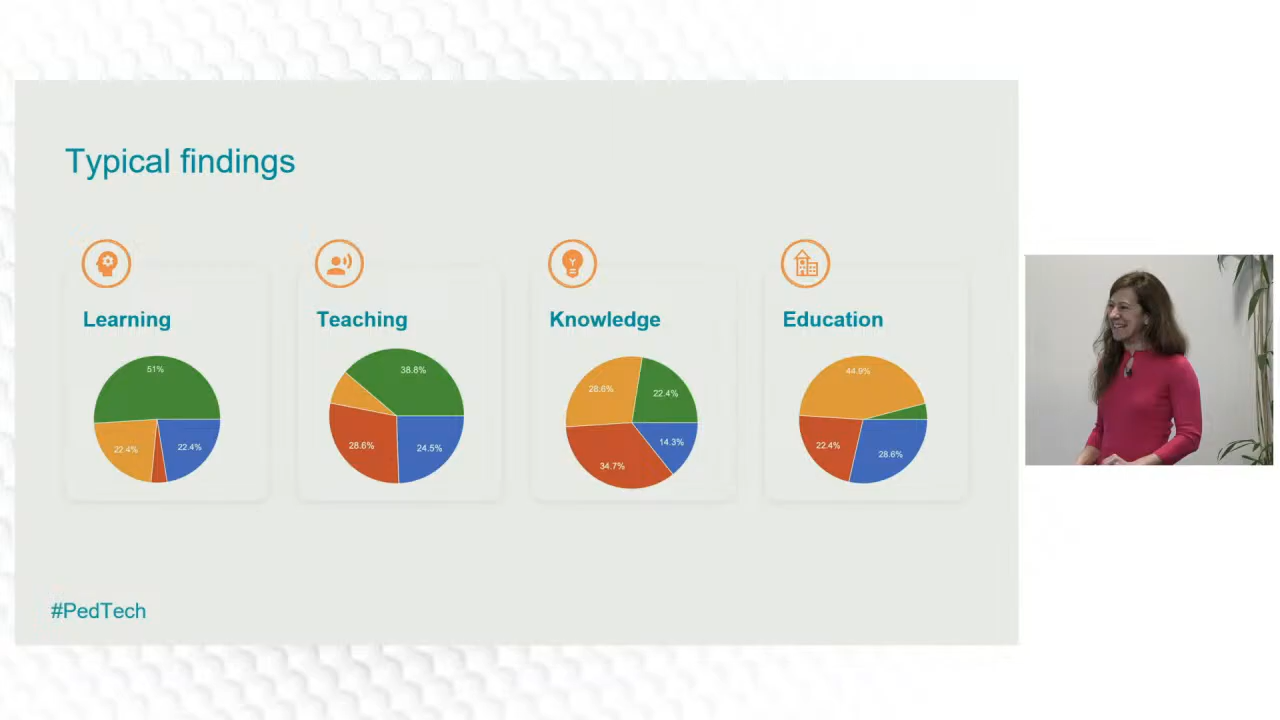 Typical findings
Learning
51%
22.4%
22.4%
Teaching
38.8%
28.6%
24.5%
Knowledge
28.6%
22.4%
14.3%
34.7%
Education
44.9%
22.4%
28.6%
#PedTech